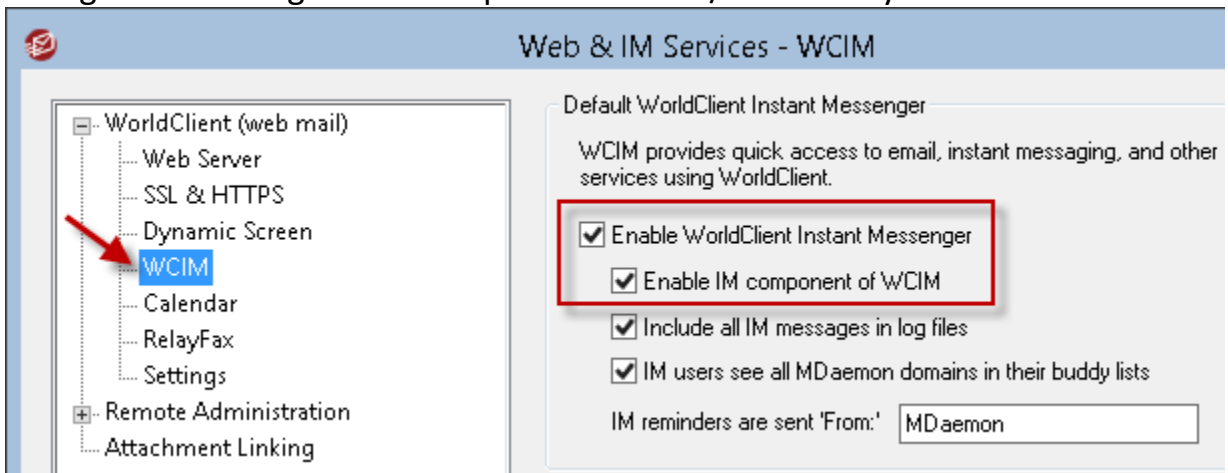 Web & IM Services - WCIM
WorldClient (web mail)
Web Server
SSL & HTTPS
Dynamic Screen
WCIM
Calendar
RelayFax
Settings
Remote Administration
Attachment Linking
Default WorldClient Instant Messenger
WCIM provides quick access to email, instant messaging, and other
services using WorldClient.
Enable WorldClient Instant Messenger
Enable IM component of WCIM
Include all IM messages in log files
IM users see all MDaemon domains in their buddy lists
IM reminders are sent 'From:' MDaemon